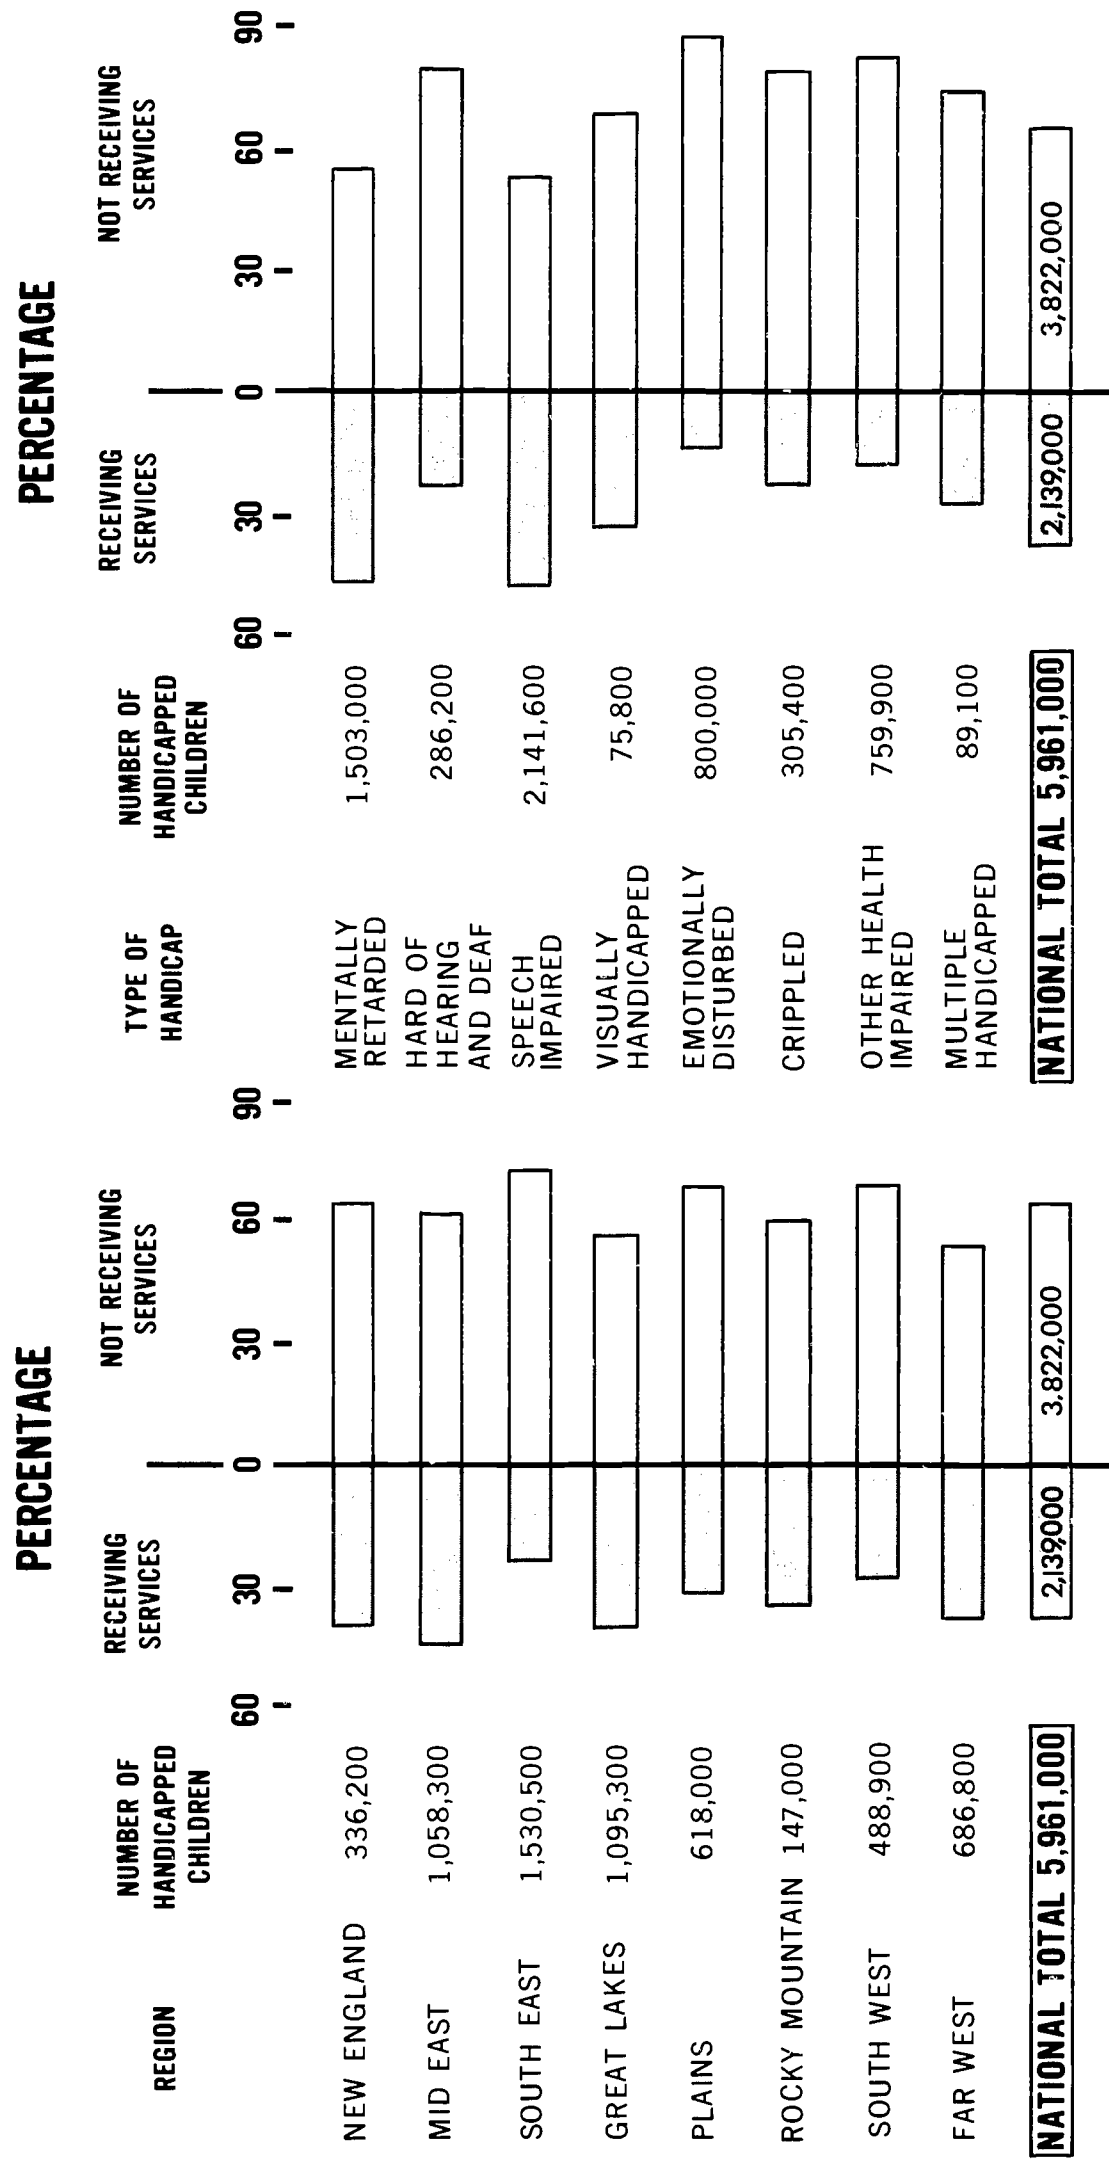 PERCENTAGE
REGION
NUMBER OF
HANDICAPPED
CHILDREN
RECEIVING
SERVICES
NOT RECEIVING
SERVICES
60 30 0 30 60 90
NEW ENGLAND 336,200
MID EAST 1,058,300
SOUTH EAST 1,530,500
GREAT LAKES 1,095,300
PLAINS 618,000
ROCKY MOUNTAIN 147,000
SOUTH WEST 488,900
FAR WEST 686,800
NATIONAL TOTAL 5,961,000 2,139,000 3,822,000
PERCENTAGE
TYPE OF
HANDICAP
NUMBER OF
HANDICAPPED
CHILDREN
RECEIVING
SERVICES
NOT RECEIVING
SERVICES
60 30 0 30 60 90
MENTALLY
RETARDED 1,503,000
HARD OF
HEARING 286,200
AND DEAF
SPEECH 2,141,600
IMPAIRED
VISUALLY
HANDICAPPED 75,800
EMOTIONALLY
DISTURBED 800,000
CRIPPLED 305,400
OTHER HEALTH
IMPAIRED 759,900
MULTIPLE
HANDICAPPED 89,100
NATIONAL TOTAL 5,961,000 2,139,000 3,822,000